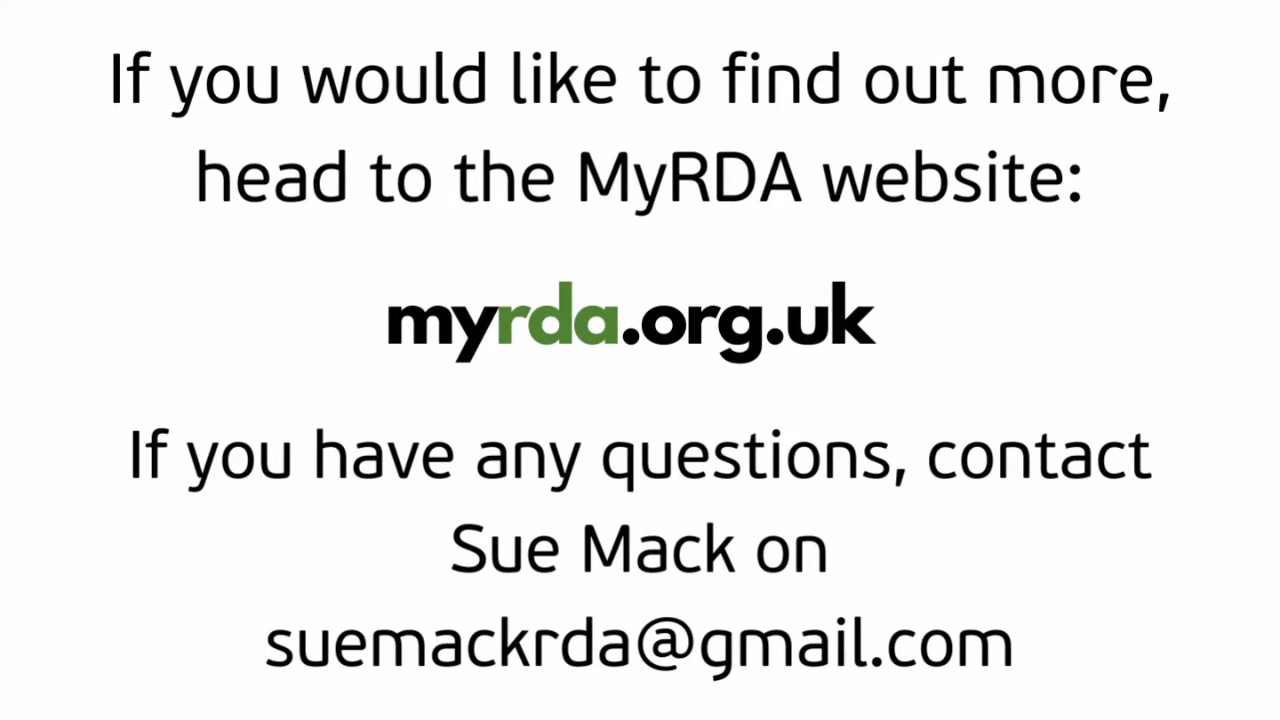 If you would like to find out more,
head to the MyRDA website:
myrda.org.uk
If you have any questions, contact
Sue Mack on
suemackrda@gmail.com